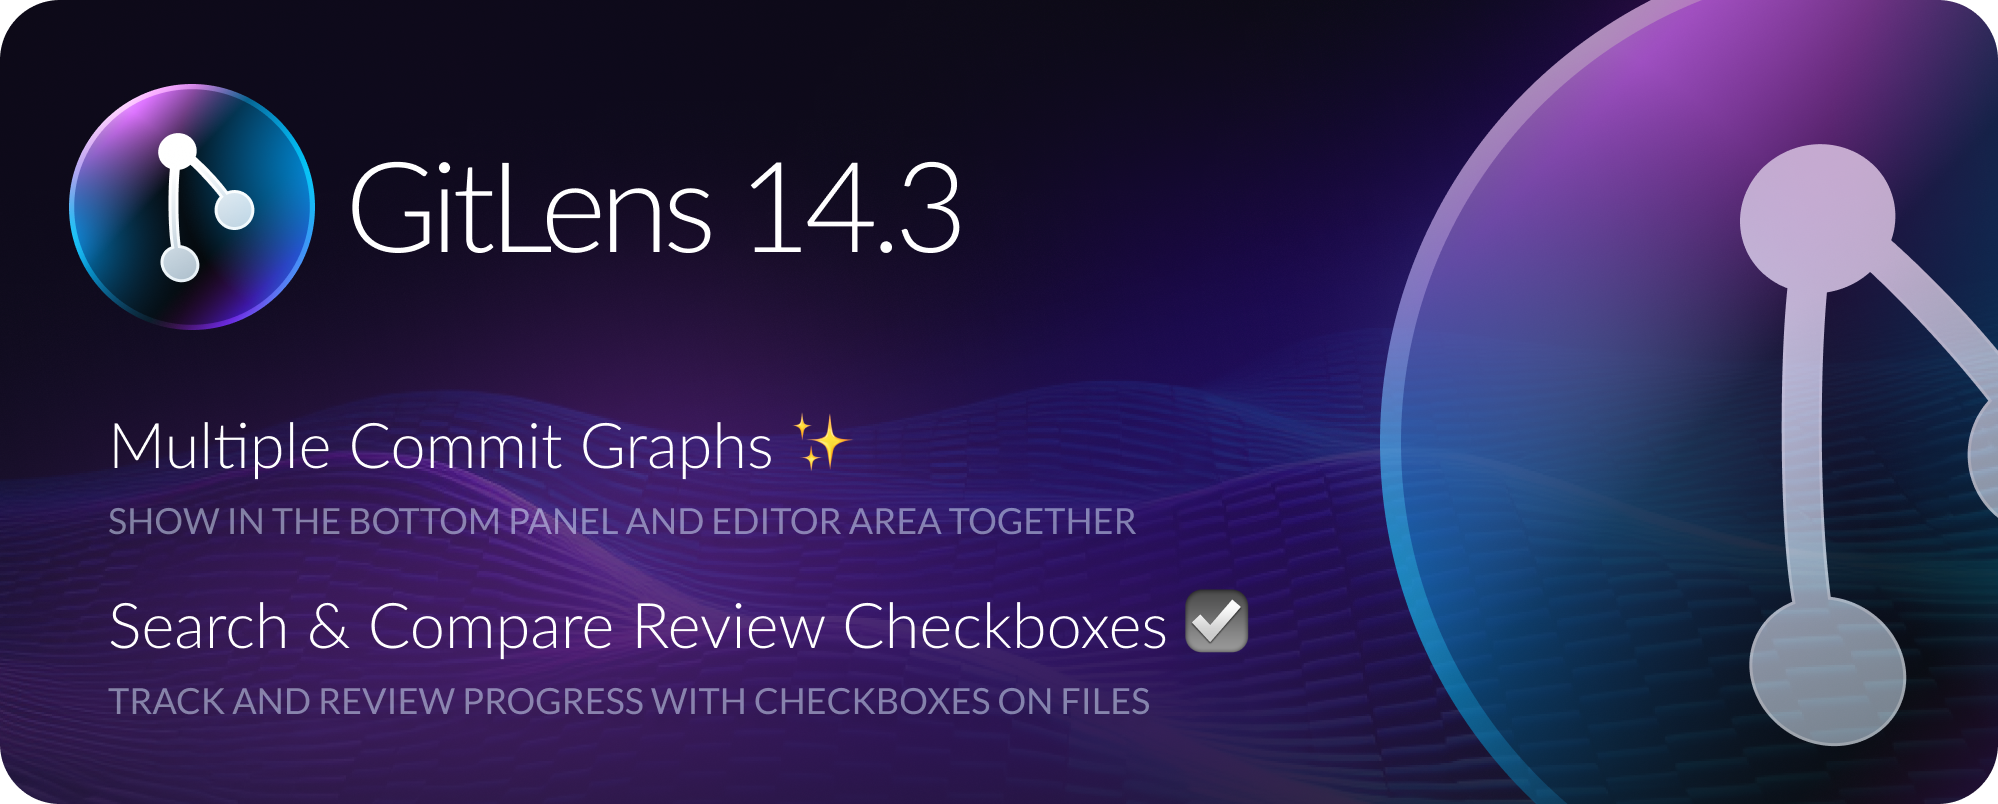 GitLens 14.3
Multiple Commit Graphs ✨
SHOW IN THE BOTTOM PANEL AND EDITOR AREA TOGETHER
Search & Compare Review Checkboxes ☑️
TRACK AND REVIEW PROGRESS WITH CHECKBOXES ON FILES